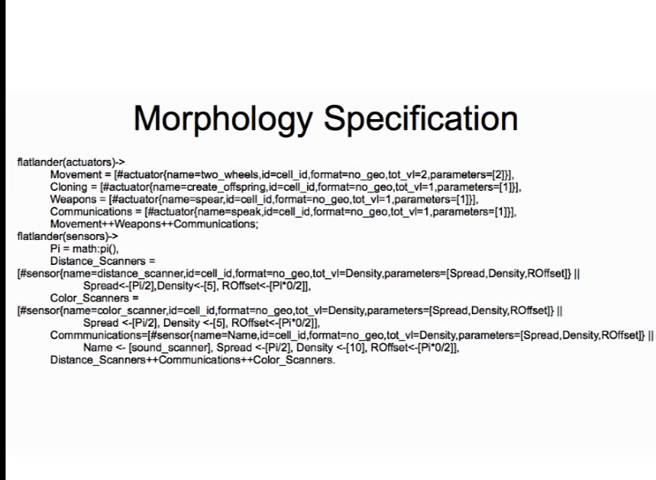 Morphology Specification
flatlander(actuators)->
Movement = [#actuator{name=two_wheels,id=cell_id,format=no_geo,tot_vl=2,parameters=[2]}],
Cloning = [#actuator{name=create_offspring,id=cell_id,format=no_geo,tot_vl=1,parameters=[1]}],
Weapons = [#actuator{name=spear,id=cell_id,format=no_geo,tot_vl=1,parameters=[1]}],
Communications = [#actuator{name=speak,id=cell_id,format=no_geo,tot_vl=1,parameters=[1]}],
Movement++Weapons++Communications;
flatlander(sensors)->
Pi = math:pi(),
Distance_Scanners =
[#sensor{name=distance_scanner,id=cell_id,format=no_geo,tot_vl=Density,parameters=[Spread,Density,ROffset]} ||
Spread<-[Pi/2],Density<-[5], ROffset<-[Pi*0/2]],
Color_Scanners =
[#sensor{name=color_scanner,id=cell_id,format=no_geo,tot_vl=Density,parameters=[Spread,Density,ROffset]} ||
Spread <-[Pi/2], Density <-[5], ROffset<-[Pi*0/2]],
Commmunications=[#sensor{name=Name,id=cell_id,format=no_geo,tot_vl=Density,parameters=[Spread,Density,ROffset]} ||
Name <- [sound_scanner], Spread <-[Pi/2], Density <-[10], ROffset<-[Pi*0/2]],
Distance_Scanners++Communications++Color_Scanners.